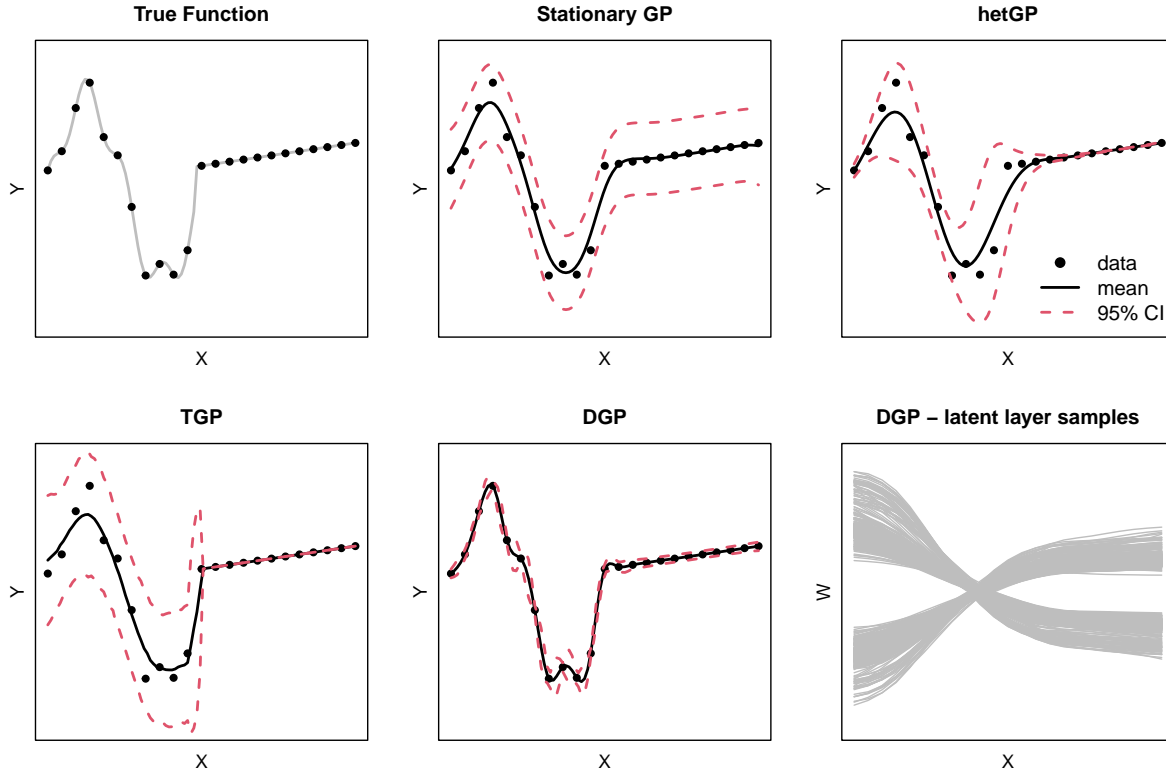 True Function
Stationary GP
hetGP
Y
Y
Y
data
mean
95% CI
X
X
X
TGP
DGP
DGP – latent layer samples
Y
Y
W
X
X
X